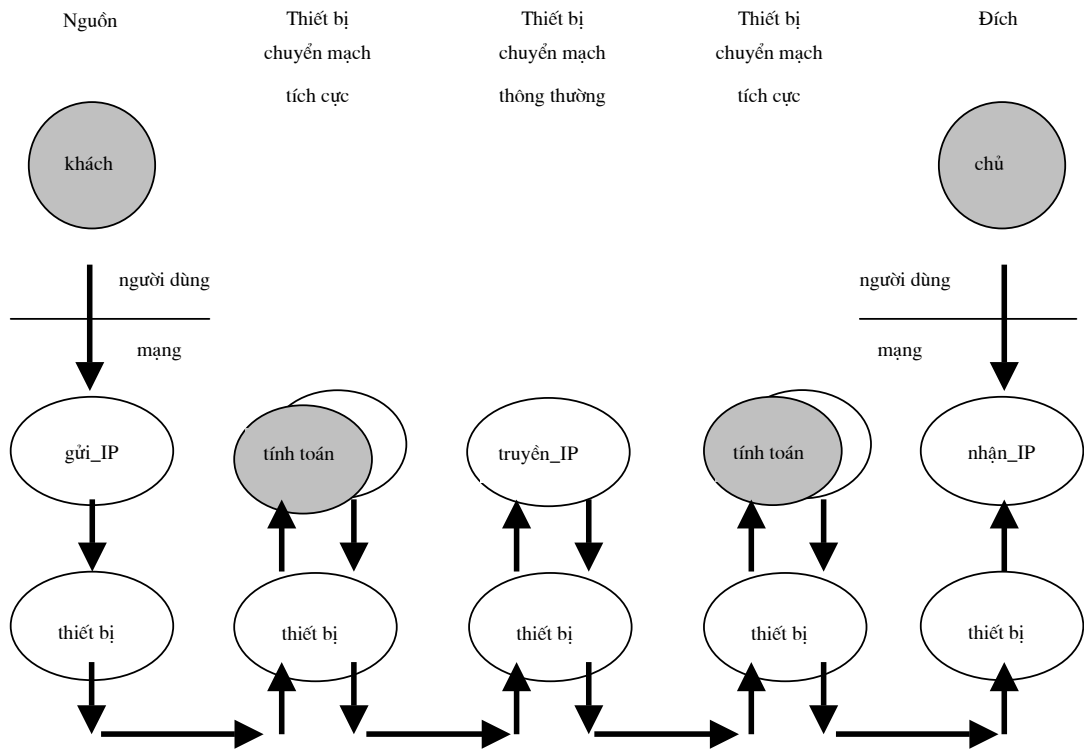 Nguồn
Thiết bị
chuyển mạch
tích cực
Thiết bị
chuyển mạch
thông thường
Thiết bị
chuyển mạch
tích cực
Đích
khách
chủ
người dùng
người dùng
mạng
mạng
gửi_IP
tính toán
truyền_IP
tính toán
nhận_IP
thiết bị
thiết bị
thiết bị
thiết bị
thiết bị